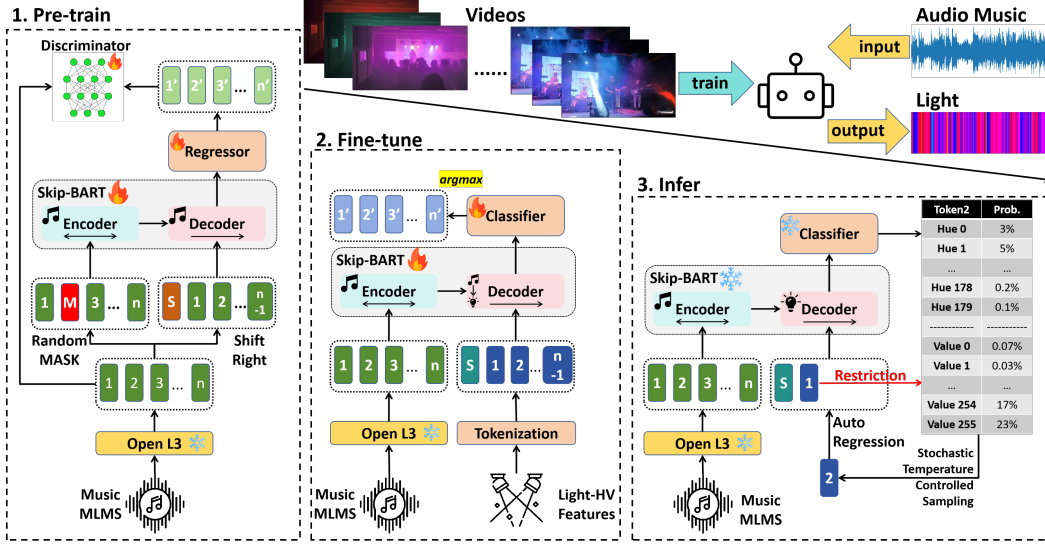 1. Pre-train
Discriminator
1’ 2’ 3’ ... n’
Regressor
Skip-BART
Encoder
Decoder
1 M 3 ... n
S 1 2 ... n -1
Random
MASK
Shift
Right
1 2 3 ... n
Open L3
Music
MLMS
Videos
......
train
Audio Music
input
Light
output
2. Fine-tune
argmax
1’ 2’ 3’ ... n’
Classifier
Skip-BART
Encoder
Decoder
1 2 3 ... n
S 1 2 ... n -1
Open L3
Tokenization
Music
MLMS
Light-HV
Features
3. Infer
Classifier
Skip-BART
Encoder
Decoder
1 2 3 ... n
S 1
Restriction
Open L3
Auto
Regression
2
Music
MLMS
Stochastic
Temperature
Controlled
Sampling
Token2 Prob.
Hue 0 3%
Hue 1 5%
... ...
Hue 178 0.2%
Hue 179 0.1%
------------ -----------
Value 0 0.07%
Value 1 0.03%
... ...
Value 254 17%
Value 255 23%